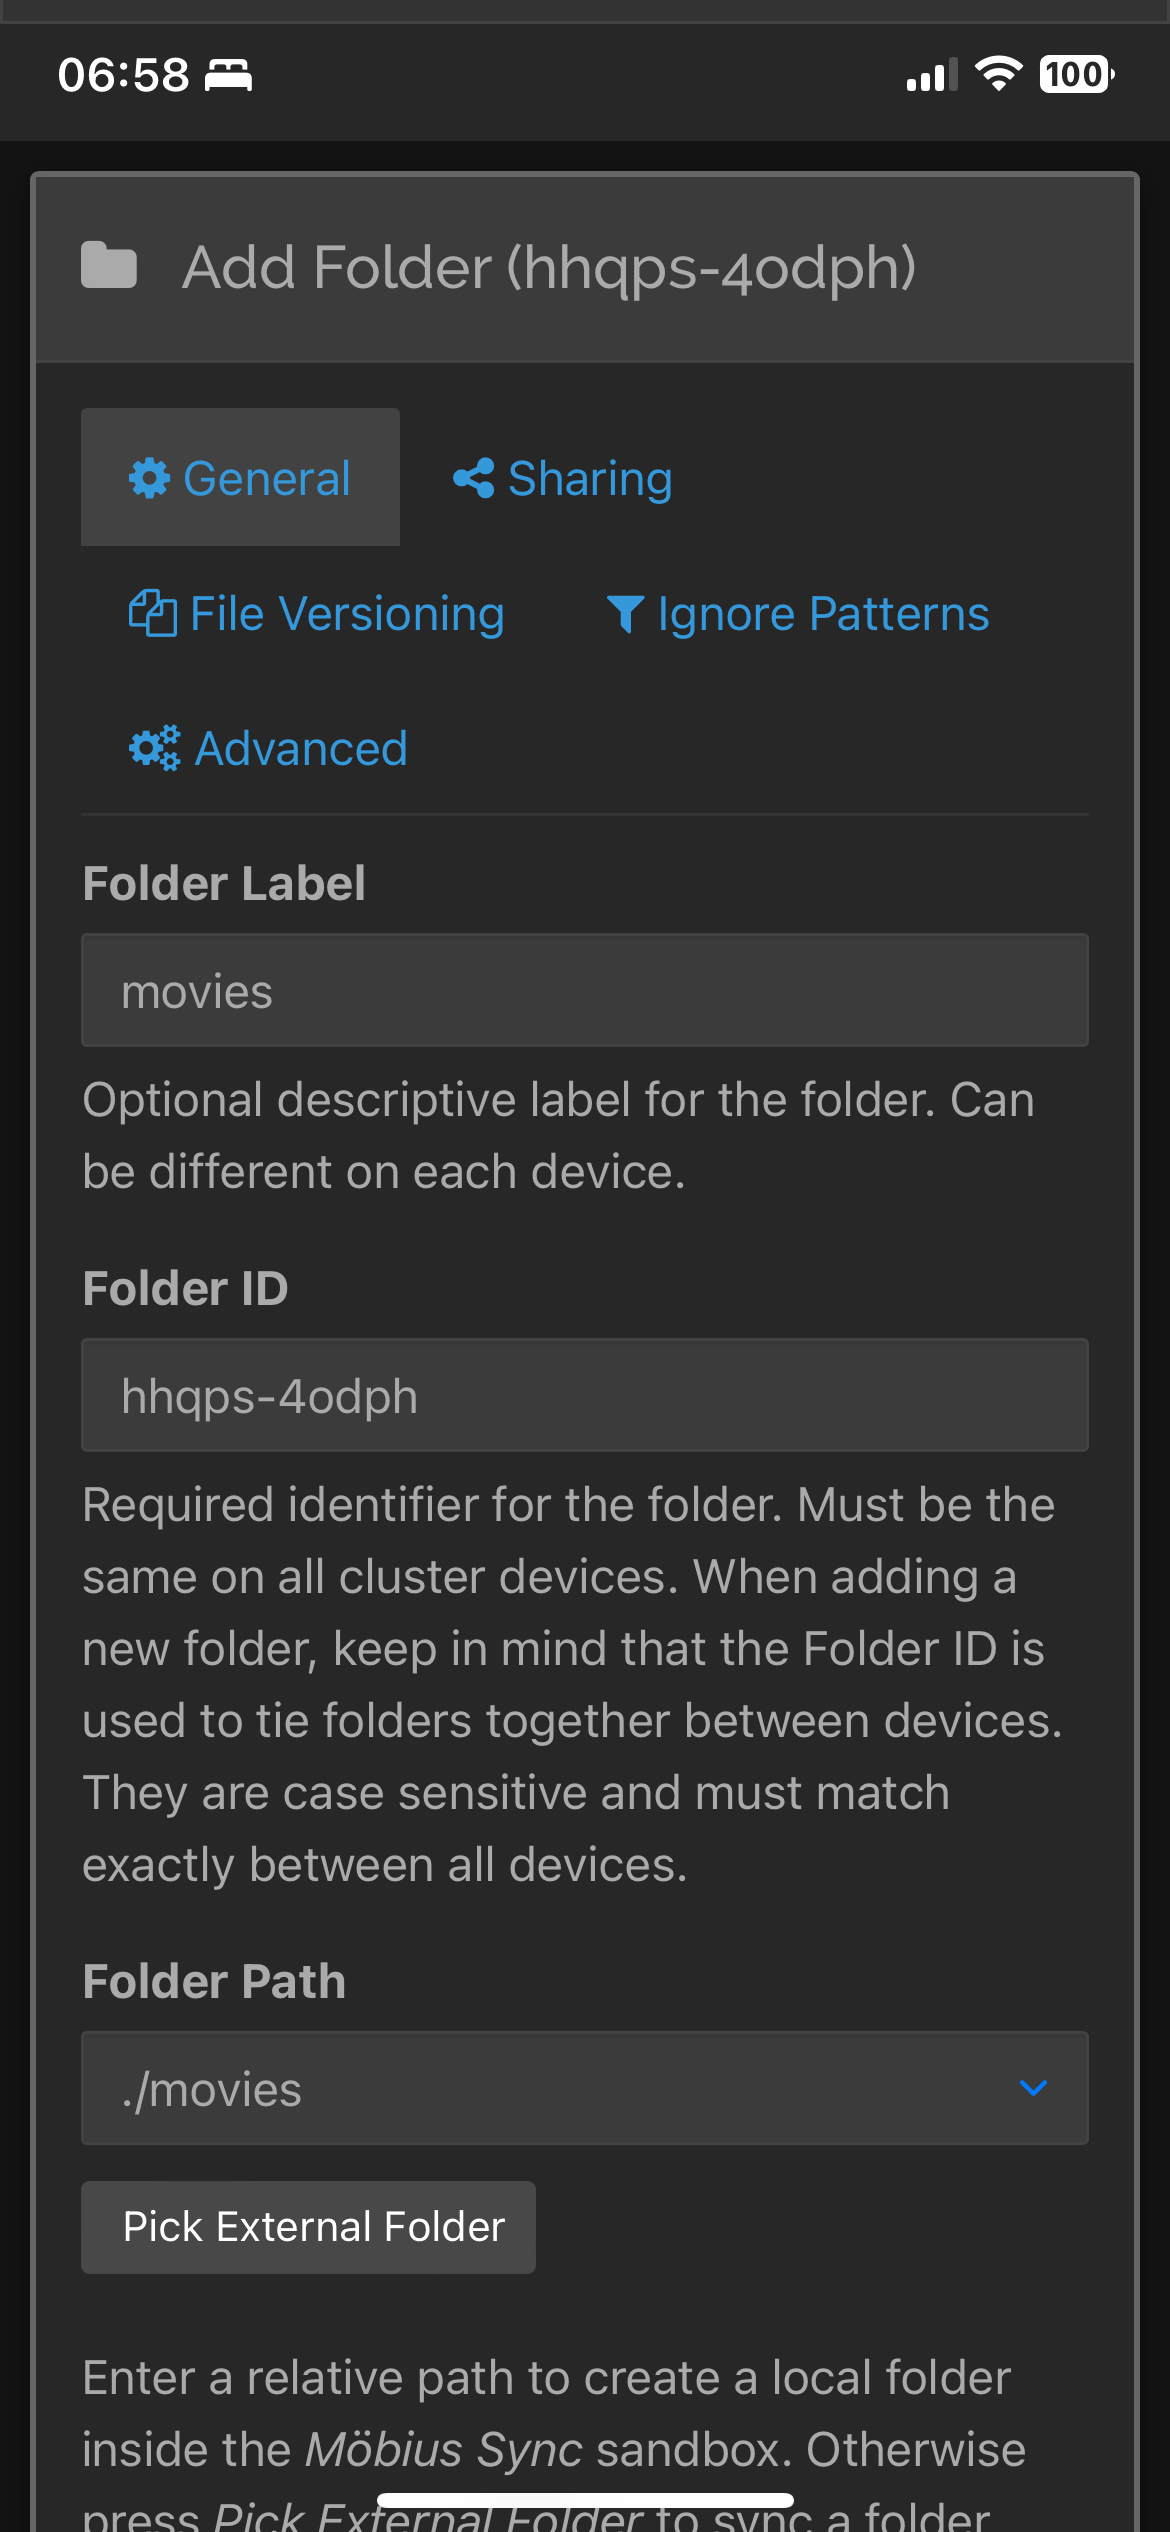 06:58
100
Add Folder (hhqps-4odph)
General
Sharing
File Versioning
Ignore Patterns
Advanced
Folder Label
movies
Optional descriptive label for the folder. Can
be different on each device.
Folder ID
hhqps-4odph
Required identifier for the folder. Must be the
same on all cluster devices. When adding a
new folder, keep in mind that the Folder ID is
used to tie folders together between devices.
They are case sensitive and must match
exactly between all devices.
Folder Path
./movies
Pick External Folder
Enter a relative path to create a local folder
inside the Möbius Sync sandbox. Otherwise
press Pick External Folder to sync a folder